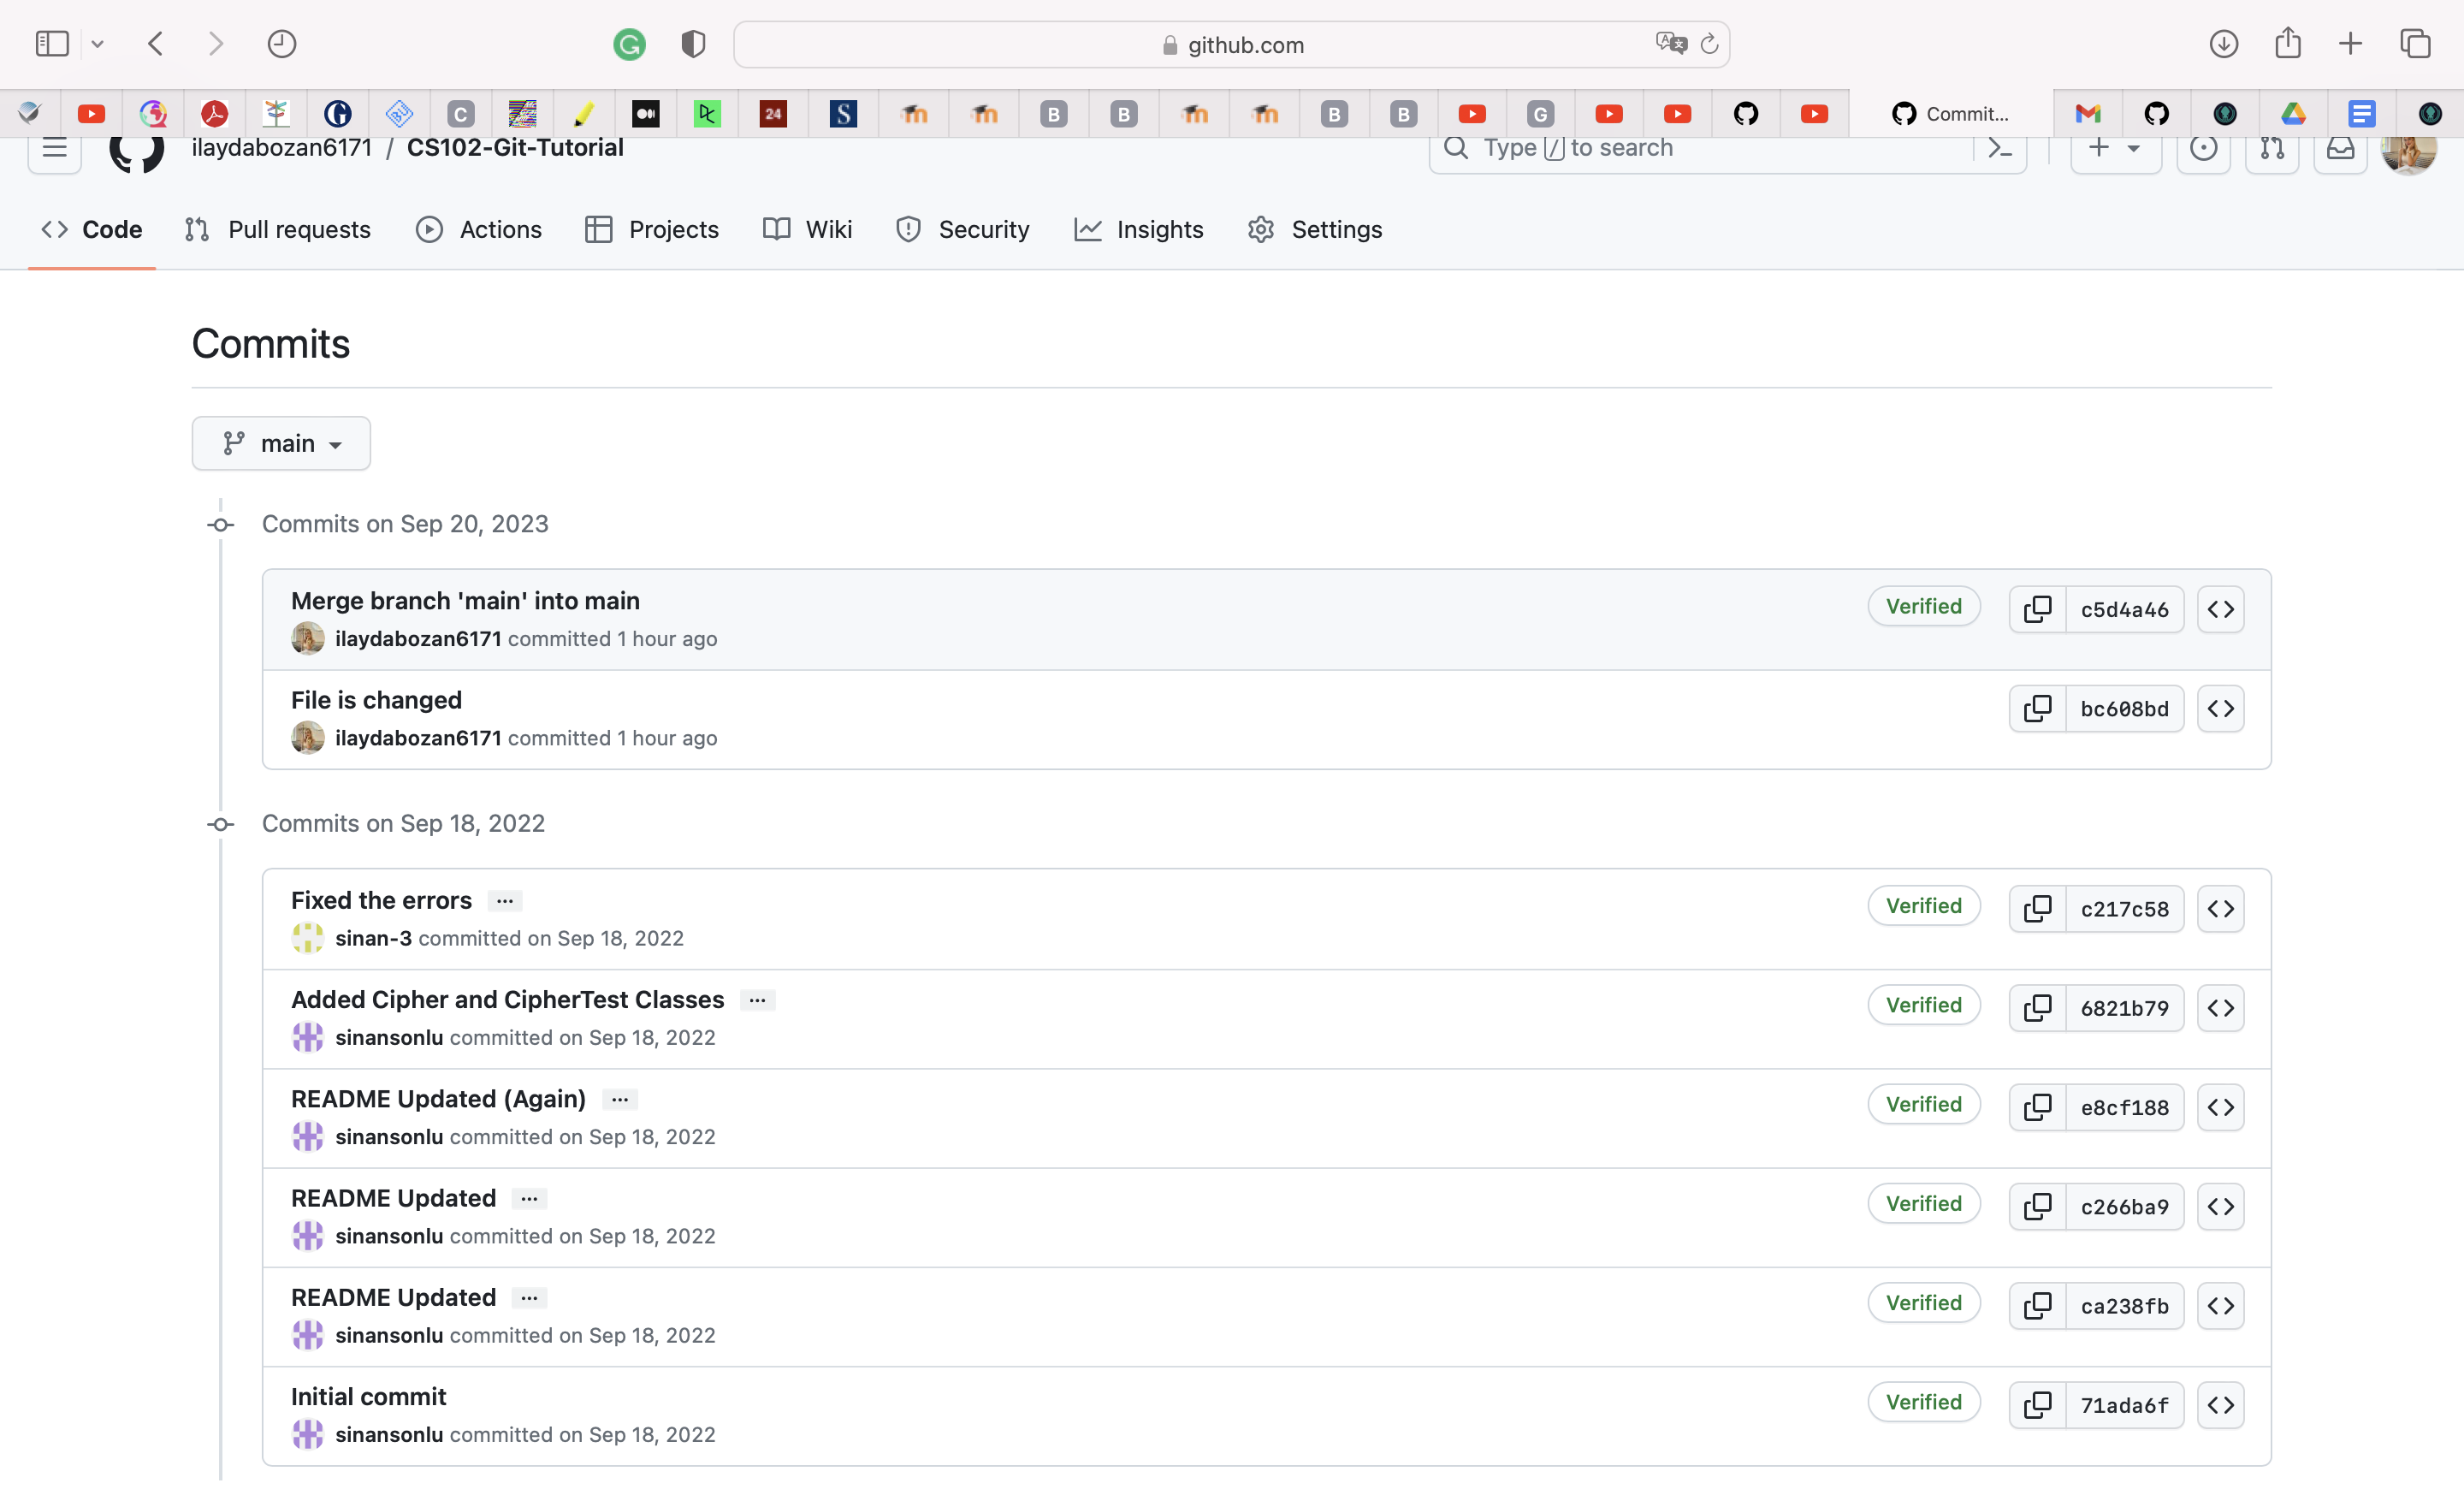 github.com
C
24
S
B
B
B
B
G
Commit...
ilaydabozan6171 / CS102-Git-Tutorial
Type / to search
Code
Pull requests
Actions
Projects
Wiki
Security
Insights
Settings
Commits
main
Commits on Sep 20, 2023
Merge branch 'main' into main
Verified
c5d4a46
ilaydabozan6171 committed 1 hour ago
File is changed
bc608bd
ilaydabozan6171 committed 1 hour ago
Commits on Sep 18, 2022
Fixed the errors ...
Verified
c217c58
sinan-3 committed on Sep 18, 2022
Added Cipher and CipherTest Classes ...
Verified
6821b79
sinansonlu committed on Sep 18, 2022
README Updated (Again) ...
Verified
e8cf188
sinansonlu committed on Sep 18, 2022
README Updated ...
Verified
c266ba9
sinansonlu committed on Sep 18, 2022
README Updated ...
Verified
ca238fb
sinansonlu committed on Sep 18, 2022
Initial commit
Verified
71ada6f
sinansonlu committed on Sep 18, 2022